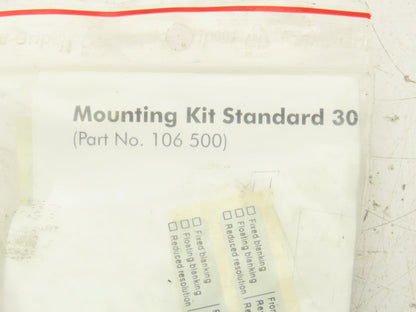 Mounting Kit Standard 30
(Part No. 106 500)
Fixed blanking
Floating blanking
Reduced resolution
Fixed blanking
Floating blanking
Reduced resolution